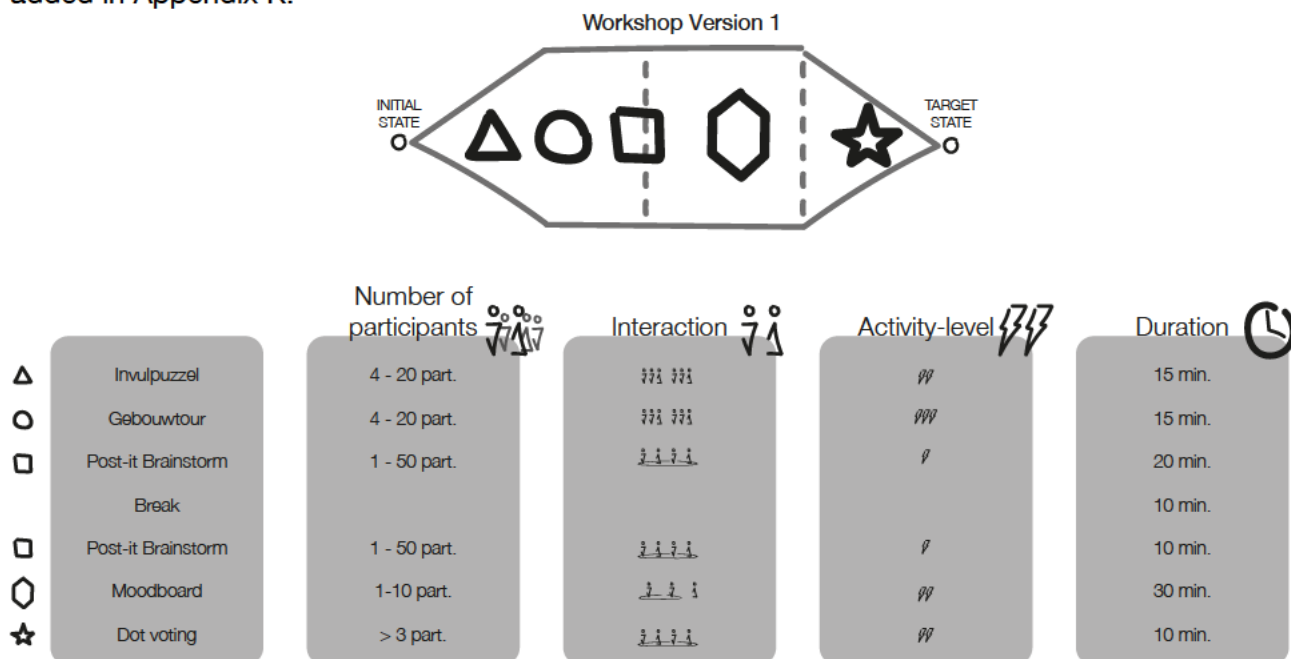 added in Appendix K.
Workshop Version 1
INITIAL
STATE
TARGET
STATE
Number of
participants
Interaction
Activity-level
Duration
Invulpuzzel 4 - 20 part. 15 min.
Gebouwtour 4 - 20 part. 15 min.
Post-it Brainstorm 1 - 50 part. 20 min.
Break 10 min.
Post-it Brainstorm 1 - 50 part. 10 min.
Moodboard 1-10 part. 30 min.
Dot voting > 3 part. 10 min.